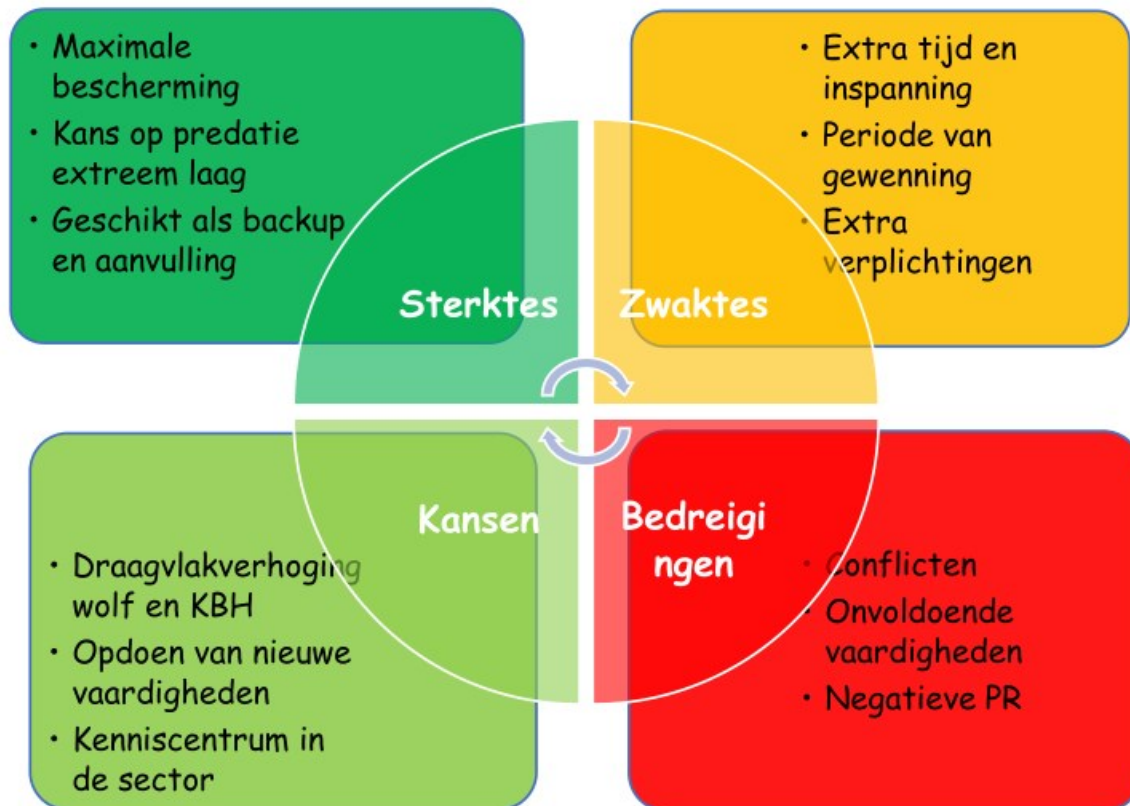 • Maximale
bescherming
• Kans op predatie
extreem laag
• Geschikt als backup
en aanvulling
Sterktes
• Extra tijd en
inspanning
• Periode van
gewenning
• Extra
verplichtingen
Zwaktes
Kansen
• Draagvlakverhoging
wolf en KBH
• Opdoen van nieuwe
vaardigheden
• Kenniscentrum in
de sector
Bedreigi
ngen
• Conflicten
• Onvoldoende
vaardigheden
• Negatieve PR